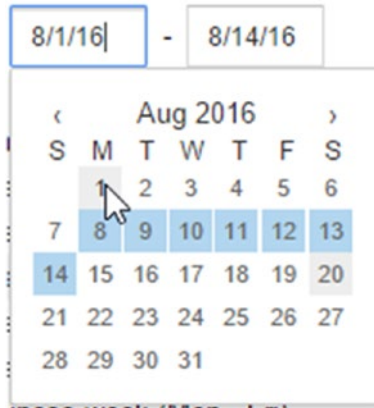 8/1/16 - 8/14/16
‹ Aug 2016 ›
S M T W T F S
1 2 3 4 5 6
7 8 9 10 11 12 13
14 15 16 17 18 19 20
21 22 23 24 25 26 27
28 29 30 31